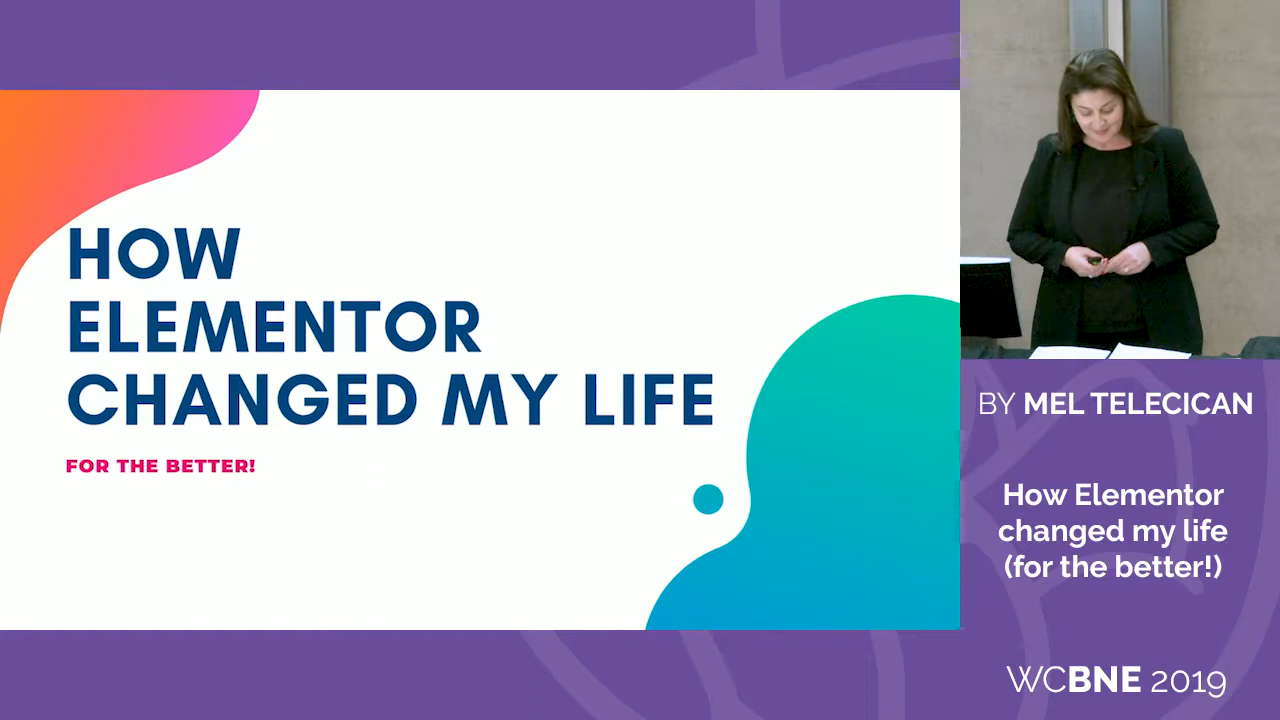 HOW
ELEMENTOR
CHANGED MY LIFE
FOR THE BETTER!
BY MEL TELECICAN
How Elementor
changed my life
(for the better!)
WCBNE 2019